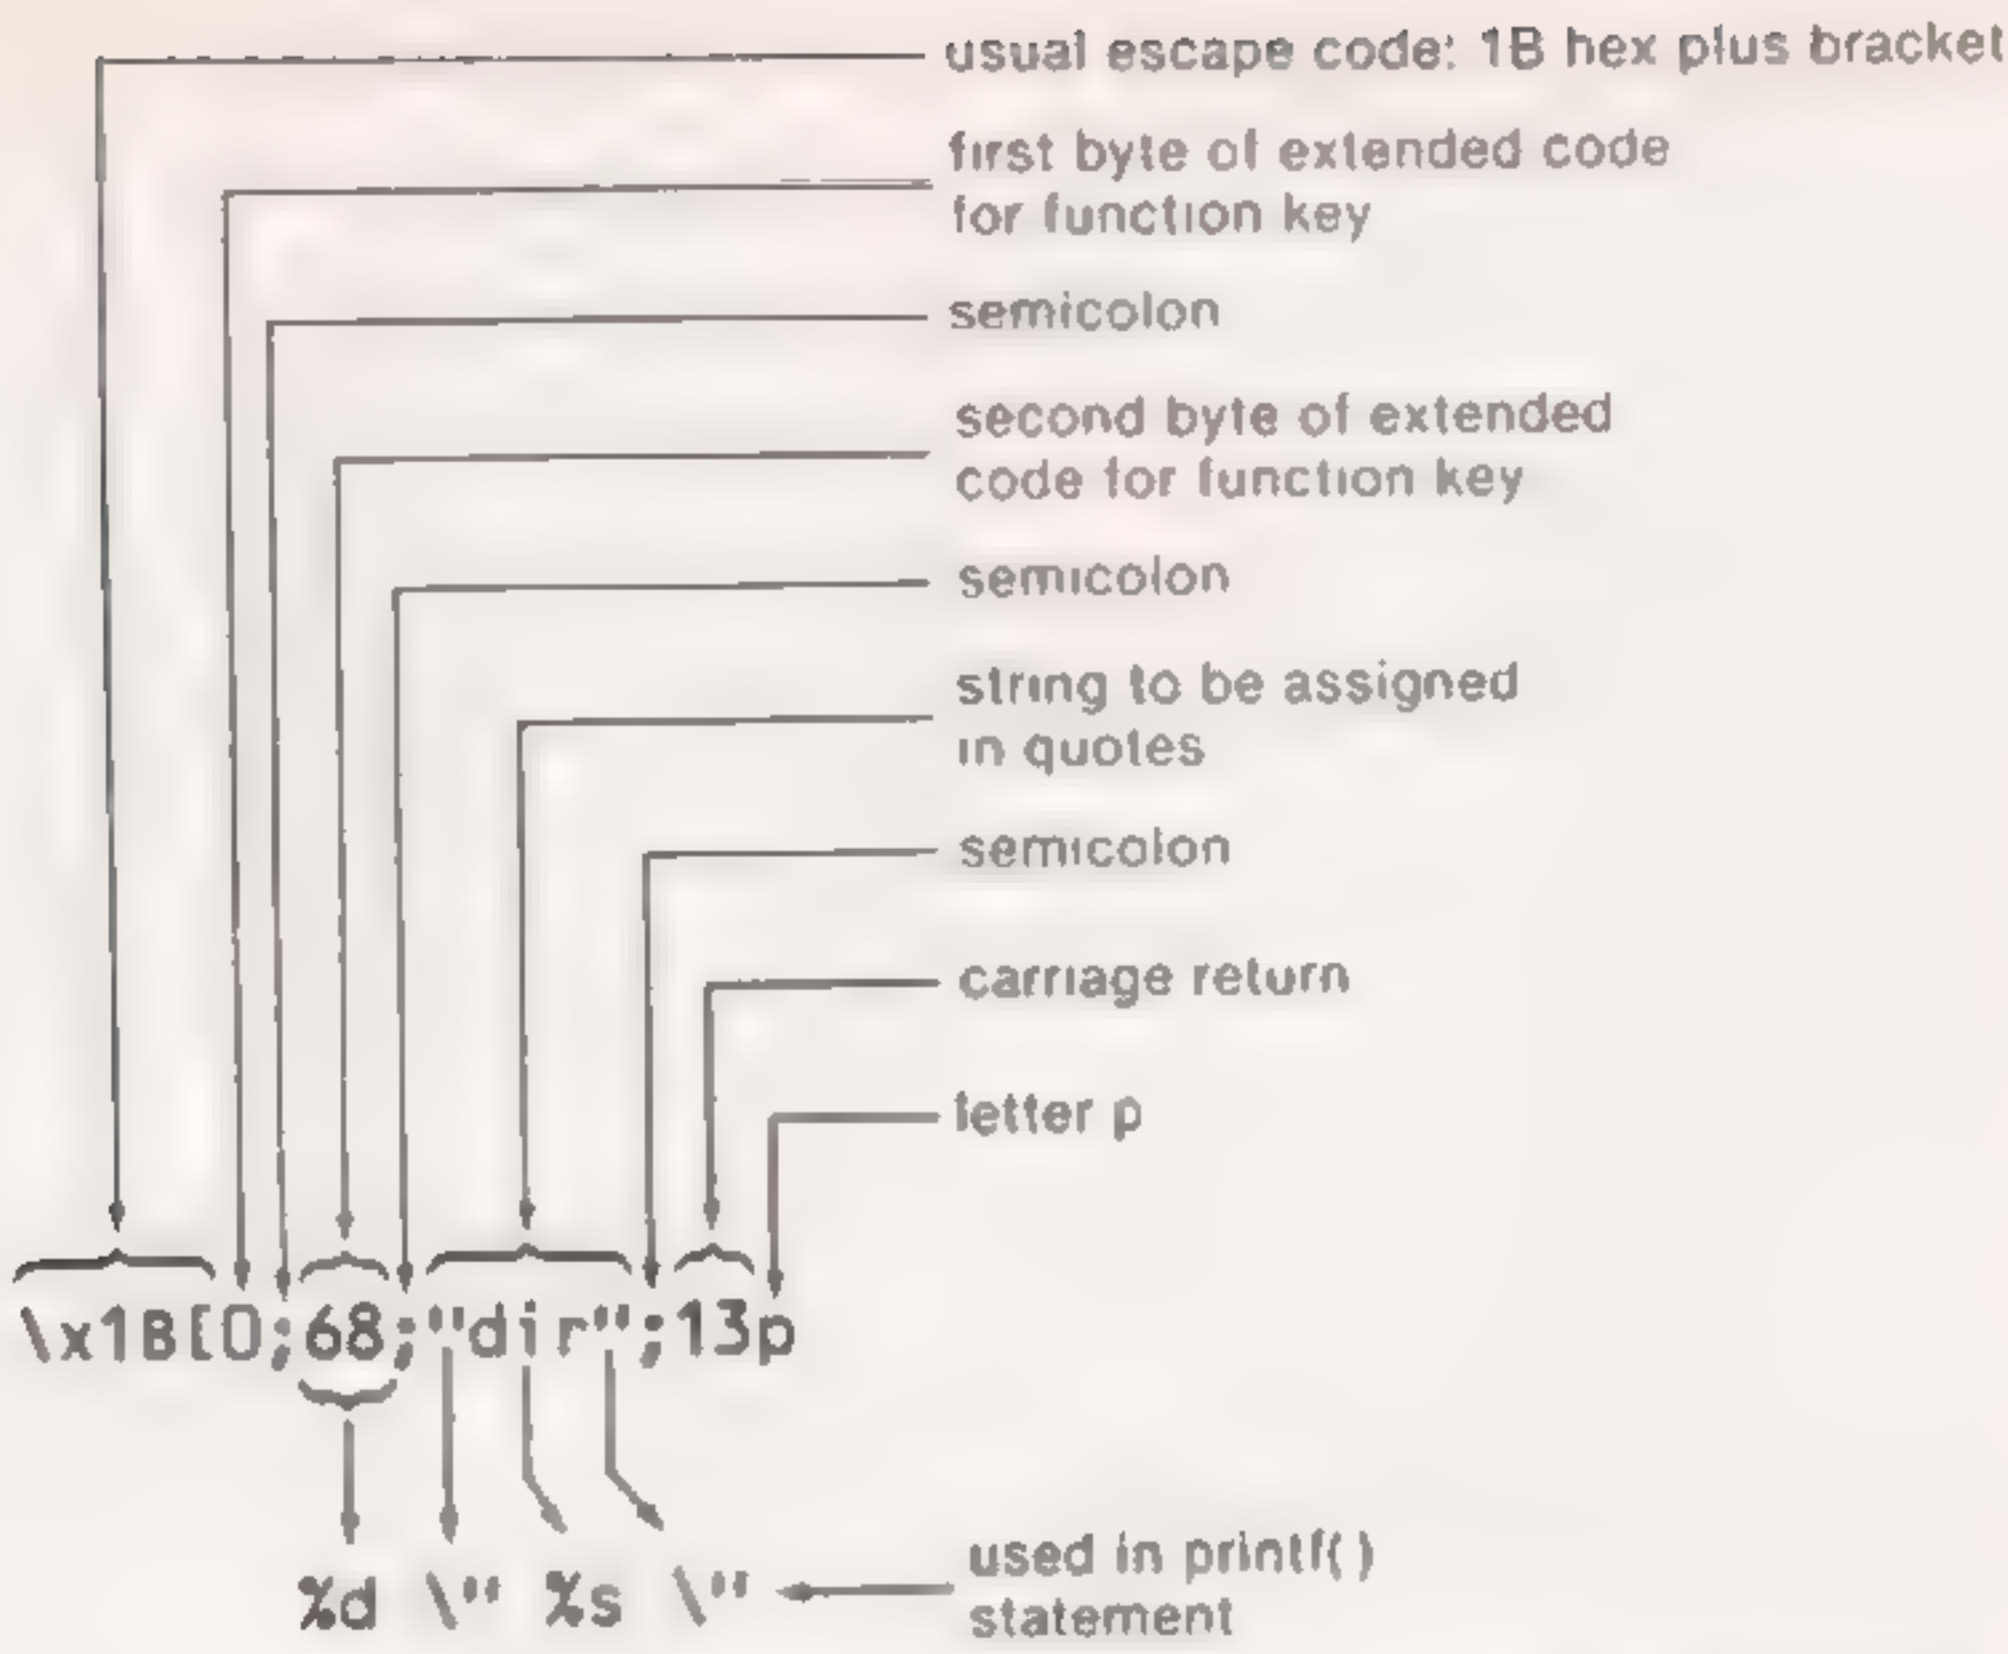 usual escape code: 1B hex plus bracket
first byte of extended code
for function key
semicolon
second byte of extended
code for function key
semicolon
string to be assigned
in quotes
semicolon
carriage return
letter p
\x1B[0;68;"dir";13p
%d \" %s \"
used in printf()
statement